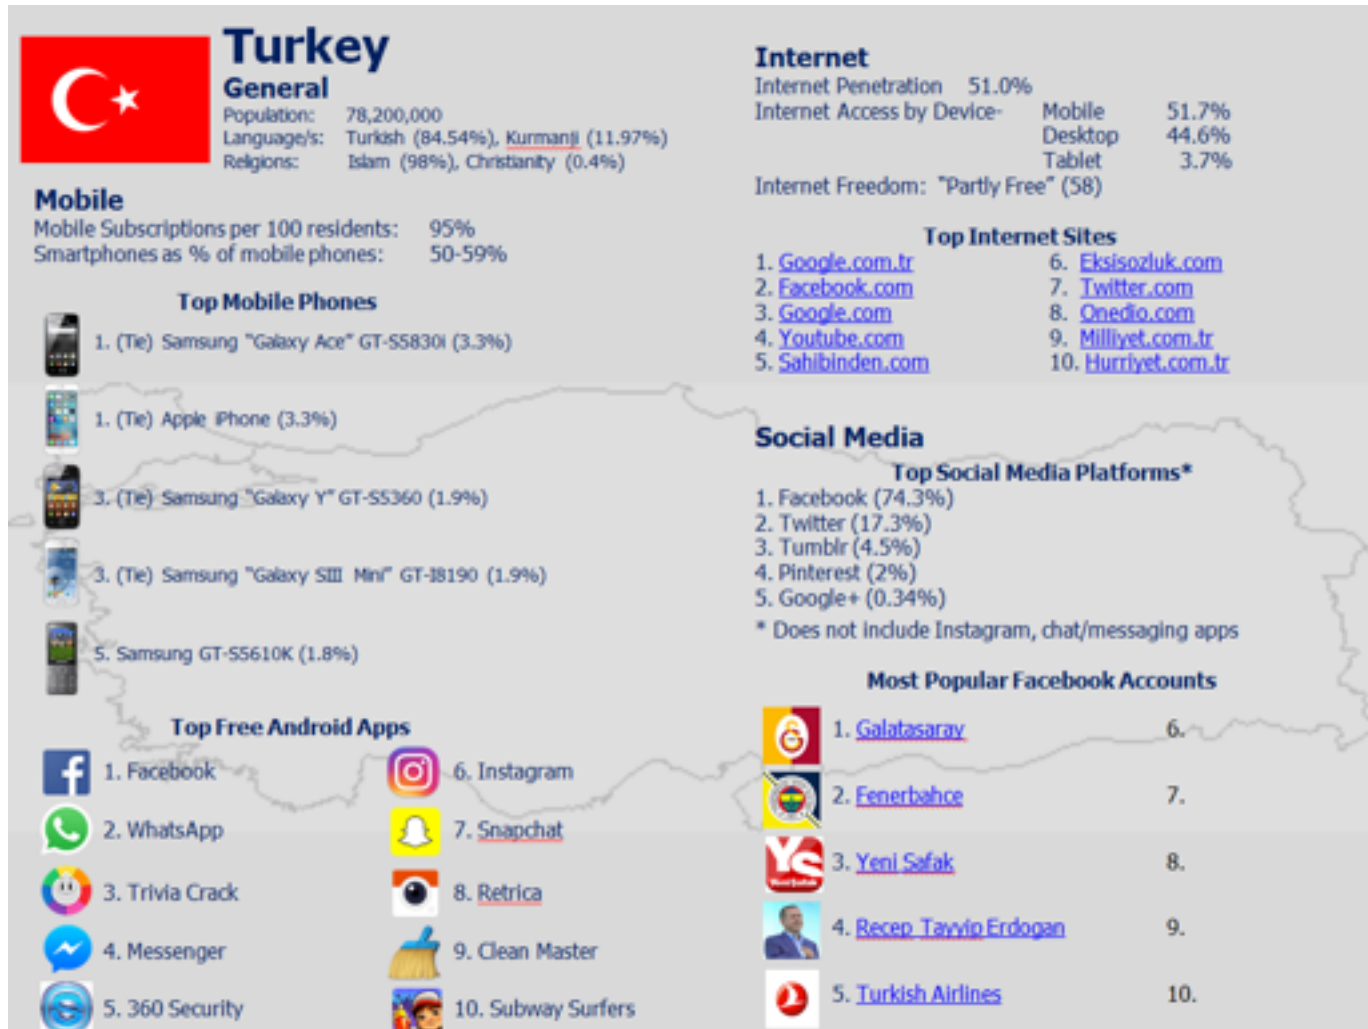 Turkey
General
Population: 78,200,000
Language/s: Turkish (84.54%), Kurmanji (11.97%)
Religions: Islam (98%), Christianity (0.4%)
Mobile
Mobile Subscriptions per 100 residents: 95%
Smartphones as % of mobile phones: 50-59%
Top Mobile Phones
1. (Tie) Samsung "Galaxy Ace" GT-S5830i (3.3%)
1. (Tie) Apple iPhone (3.3%)
3. (Tie) Samsung "Galaxy Y" GT-S5360 (1.9%)
3. (Tie) Samsung "Galaxy SIII Mini" GT-I8190 (1.9%)
5. Samsung GT-S5610K (1.8%)
Top Free Android Apps
1. Facebook
2. WhatsApp
3. Trivia Crack
4. Messenger
5. 360 Security
6. Instagram
7. Snapchat
8. Retrica
9. Clean Master
10. Subway Surfers
Internet
Internet Penetration 51.0%
Internet Access by Device- Mobile 51.7%
Desktop 44.6%
Tablet 3.7%
Internet Freedom: "Partly Free" (58)
Top Internet Sites
1. Google.com.tr
2. Facebook.com
3. Google.com
4. Youtube.com
5. Sahibinden.com
6. Eksisozluk.com
7. Twitter.com
8. Onedio.com
9. Milliyet.com.tr
10. Hurriyet.com.tr
Social Media
Top Social Media Platforms*
1. Facebook (74.3%)
2. Twitter (17.3%)
3. Tumblr (4.5%)
4. Pinterest (2%)
5. Google+ (0.34%)
* Does not include Instagram, chat/messaging apps
Most Popular Facebook Accounts
1. Galatasaray
2. Fenerbahce
YS
3. Yeni Safak
4. Recep Tayyip Erdogan
5. Turkish Airlines
6.
7.
8.
9.
10.